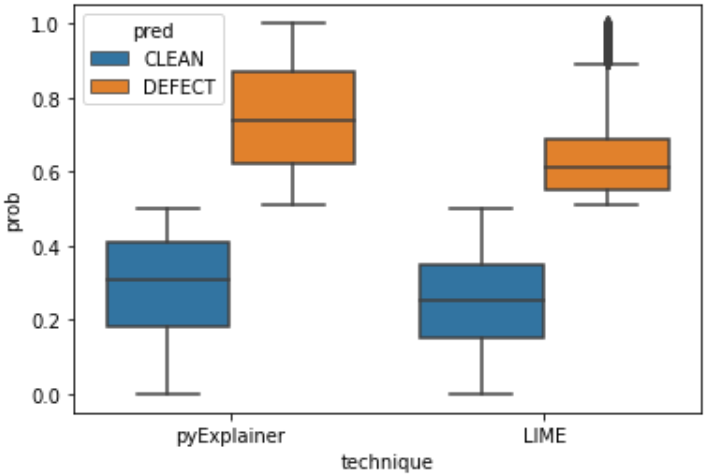 pred
CLEAN
DEFECT
1.0
0.8
0.6
0.4
0.2
0.0
prob
pyExplainer
LIME
technique